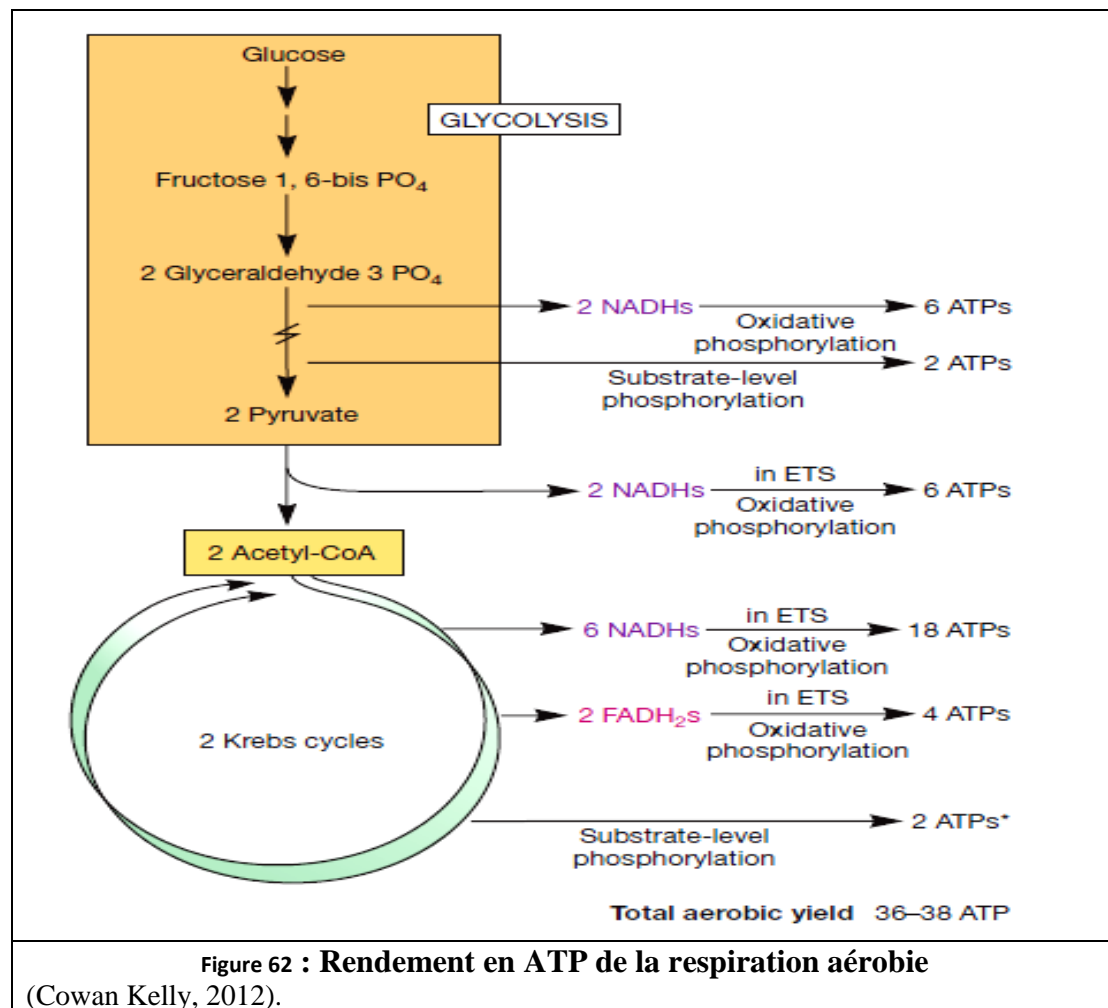 Glucose
GLYCOLYSIS
Fructose 1, 6-bis PO₄
2 Glyceraldehyde 3 PO₄
2 NADHs
Oxidative
phosphorylation
6 ATPs
Substrate-level
phosphorylation
2 ATPs
2 Pyruvate
2 NADHs
in ETS
Oxidative
phosphorylation
6 ATPs
2 Acetyl-CoA
6 NADHs
in ETS
Oxidative
phosphorylation
18 ATPs
2 FADH₂s
in ETS
Oxidative
phosphorylation
4 ATPs
2 Krebs cycles
Substrate-level
phosphorylation
2 ATPs*
Total aerobic yield 36–38 ATP
Figure 62 : Rendement en ATP de la respiration aérobie
(Cowan Kelly, 2012).